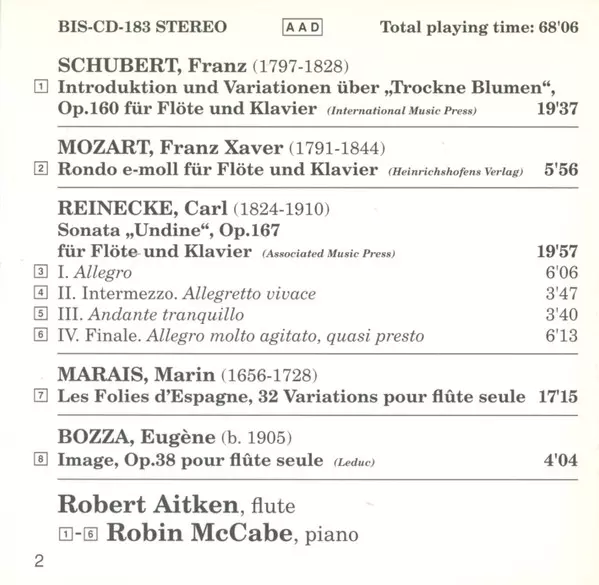 BIS-CD-183 STEREO AAD Total playing time: 68'06
SCHUBERT, Franz (1797-1828)
1 Introduktion und Variationen über „Trockne Blumen“,
Op.160 für Flöte und Klavier (International Music Press) 19'37
MOZART, Franz Xaver (1791-1844)
2 Rondo e-moll für Flöte und Klavier (Heinrichshofens Verlag) 5'56
REINECKE, Carl (1824-1910)
Sonata „Undine“, Op.167
für Flöte und Klavier (Associated Music Press) 19'57
3 I. Allegro 6'06
4 II. Intermezzo. Allegretto vivace 3'47
5 III. Andante tranquillo 3'40
6 IV. Finale. Allegro molto agitato, quasi presto 6'13
MARAIS, Marin (1656-1728)
7 Les Folies d'Espagne, 32 Variations pour flûte seule 17'15
BOZZA, Eugène (b. 1905)
8 Image, Op.38 pour flûte seule (Leduc) 4'04
Robert Aitken, flute
1-6 Robin McCabe, piano
2